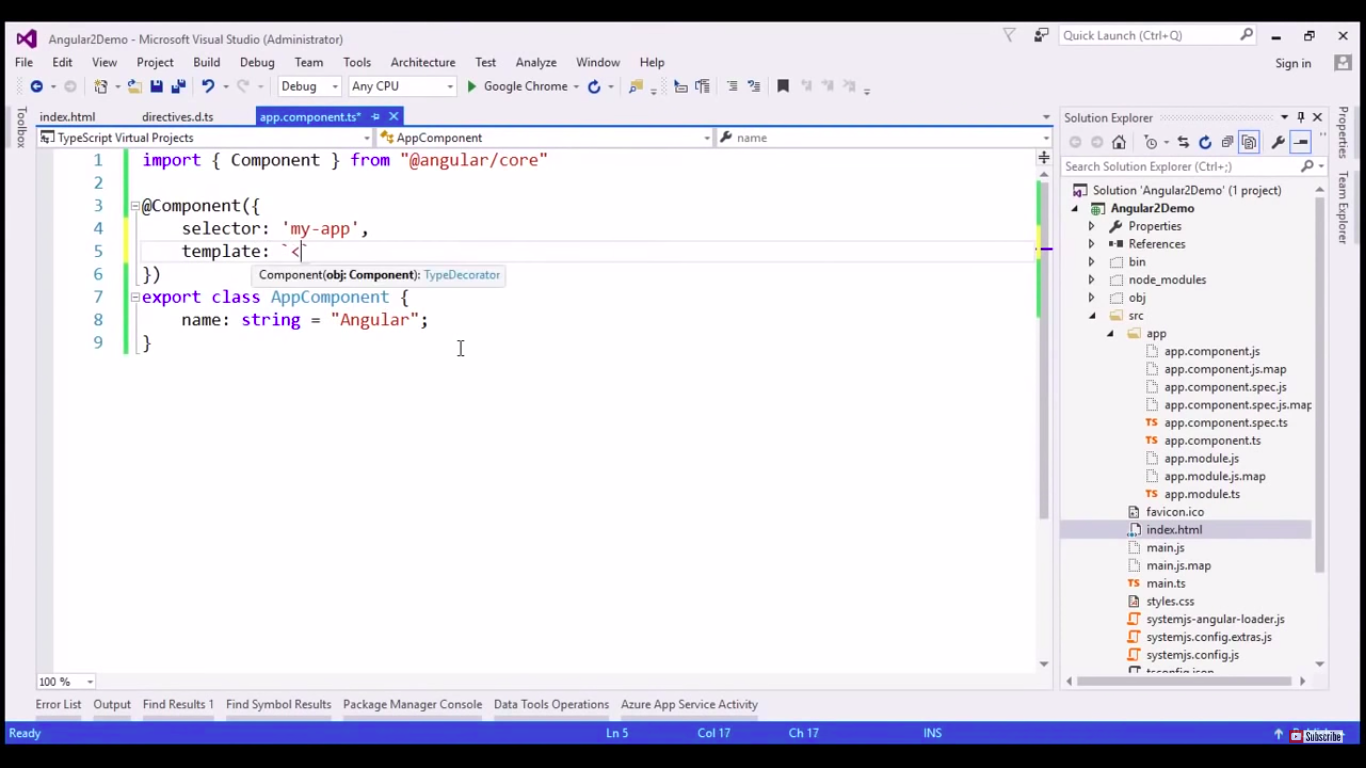 Angular2Demo - Microsoft Visual Studio (Administrator)
Quick Launch (Ctrl+Q)
File Edit View Project Build Debug Team Tools Architecture Test Analyze Window Help
Sign in
Debug Any CPU Google Chrome
Toolbox
index.html directives.d.ts app.component.ts*
TypeScript Virtual Projects AppComponent name
1 import { Component } from "@angular/core"
2
3 @Component({
4 selector: 'my-app',
5 template: `<`
6 })
Component(obj: Component): TypeDecorator
7 export class AppComponent {
8 name: string = "Angular";
9 }
100 %
Solution Explorer
Search Solution Explorer (Ctrl+;)
Solution 'Angular2Demo' (1 project)
Angular2Demo
Properties
References
bin
node_modules
obj
src
app
app.component.js
app.component.js.map
app.component.spec.js
app.component.spec.js.map
app.component.spec.ts
app.component.ts
app.module.js
app.module.js.map
app.module.ts
favicon.ico
index.html
main.js
main.js.map
main.ts
styles.css
systemjs-angular-loader.js
systemjs.config.extras.js
systemjs.config.js
tsconfig.json
Properties
Team Explorer
Error List Output Find Results 1 Find Symbol Results Package Manager Console Data Tools Operations Azure App Service Activity
Ready Ln 5 Col 17 Ch 17 INS
Subscribe